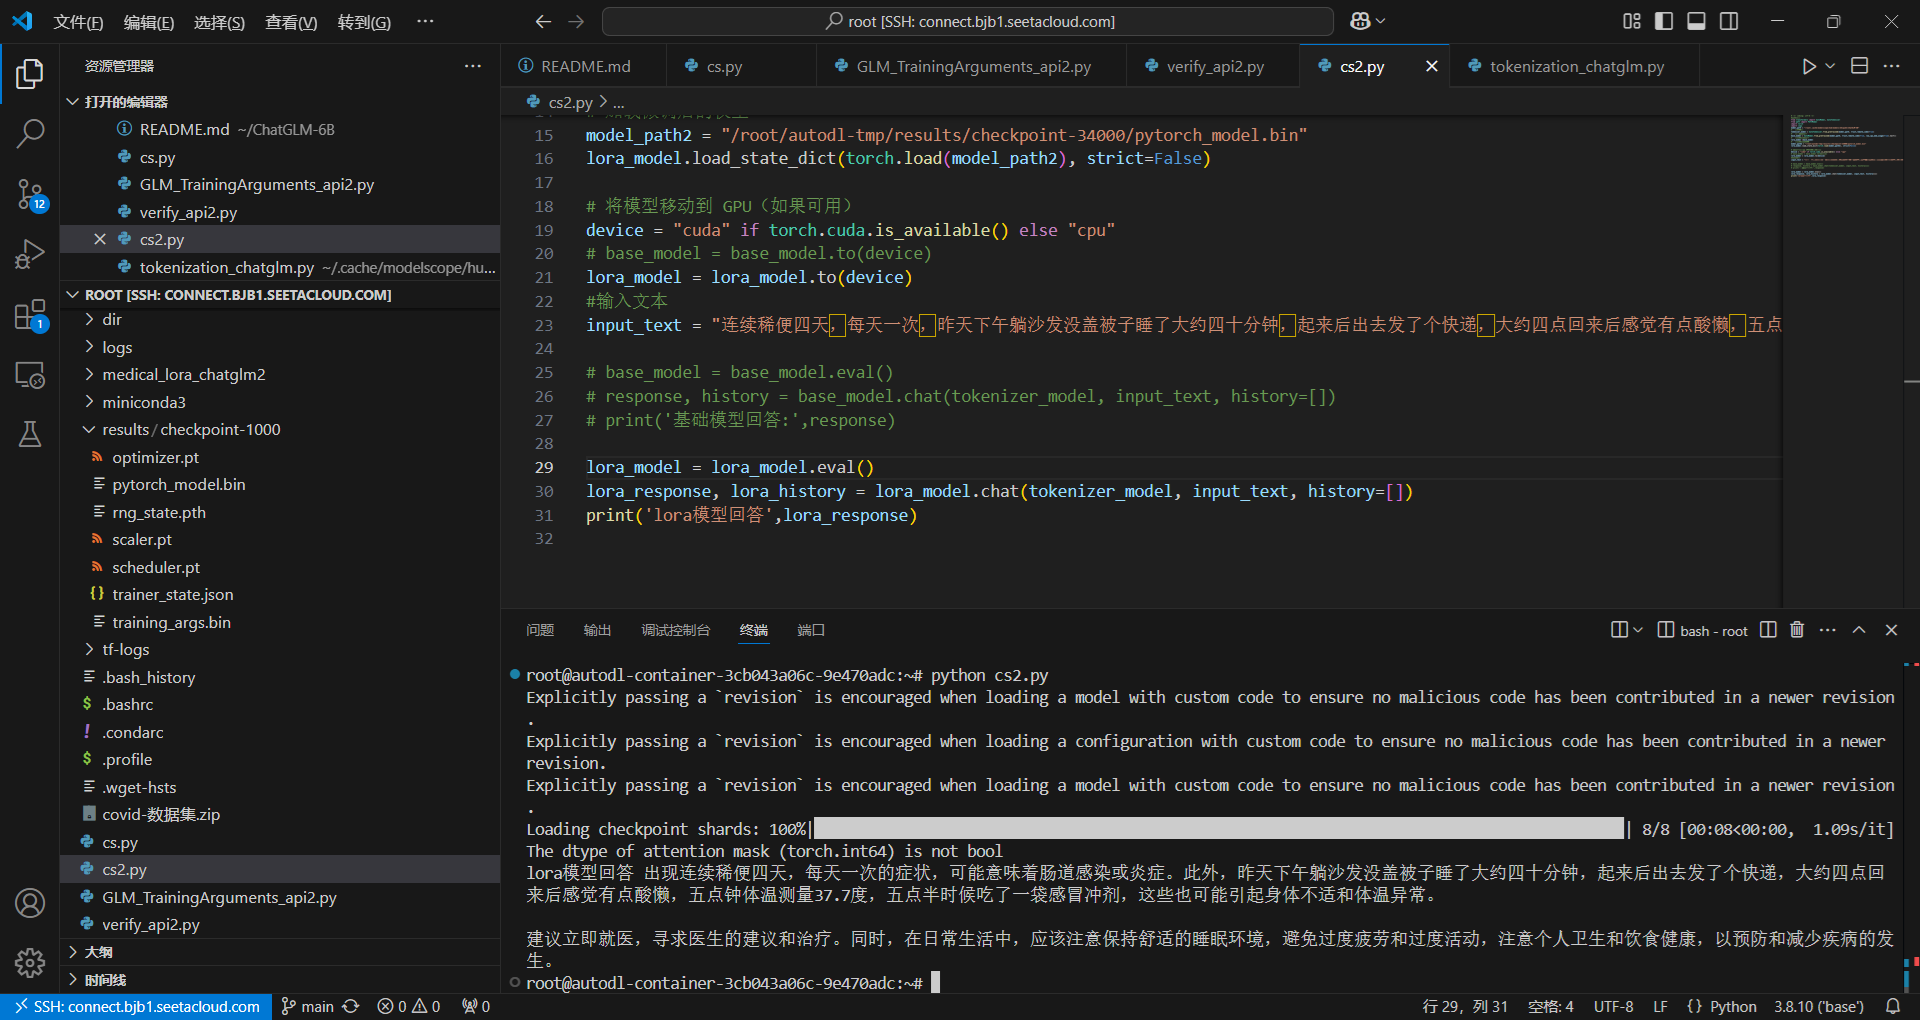 文件(F) 编辑(E) 选择(S) 查看(V) 转到(G) ···
root [SSH: connect.bjb1.seetacloud.com]
资源管理器
打开的编辑器
README.md ~/ChatGLM-6B
cs.py
GLM_TrainingArguments_api2.py
verify_api2.py
cs2.py
tokenization_chatglm.py ~/.cache/modelscope/hu...
ROOT [SSH: CONNECT.BJB1.SEETACLOUD.COM]
dir
logs
medical_lora_chatglm2
miniconda3
results / checkpoint-1000
optimizer.pt
pytorch_model.bin
rng_state.pth
scaler.pt
scheduler.pt
trainer_state.json
training_args.bin
tf-logs
.bash_history
.bashrc
.condarc
.profile
.wget-hsts
covid-数据集.zip
cs.py
cs2.py
GLM_TrainingArguments_api2.py
verify_api2.py
大纲
时间线
12
1
README.md cs.py GLM_TrainingArguments_api2.py verify_api2.py cs2.py tokenization_chatglm.py
cs2.py > ...
15 model_path2 = "/root/autodl-tmp/results/checkpoint-34000/pytorch_model.bin"
16 lora_model.load_state_dict(torch.load(model_path2), strict=False)
17
18 # 将模型移动到 GPU（如果可用）
19 device = "cuda" if torch.cuda.is_available() else "cpu"
20 # base_model = base_model.to(device)
21 lora_model = lora_model.to(device)
22 #输入文本
23 input_text = "连续稀便四天，每天一次，昨天下午躺沙发没盖被子睡了大约四十分钟，起来后出去发了个快递，大约四点回来后感觉有点酸懒，五点
24
25 # base_model = base_model.eval()
26 # response, history = base_model.chat(tokenizer_model, input_text, history=[])
27 # print('基础模型回答:',response)
28
29 lora_model = lora_model.eval()
30 lora_response, lora_history = lora_model.chat(tokenizer_model, input_text, history=[])
31 print('lora模型回答',lora_response)
32
问题 输出 调试控制台 终端 端口
bash - root
root@autodl-container-3cb043a06c-9e470adc:~# python cs2.py
Explicitly passing a `revision` is encouraged when loading a model with custom code to ensure no malicious code has been contributed in a newer revision
.
Explicitly passing a `revision` is encouraged when loading a configuration with custom code to ensure no malicious code has been contributed in a newer
revision.
Explicitly passing a `revision` is encouraged when loading a model with custom code to ensure no malicious code has been contributed in a newer revision
.
Loading checkpoint shards: 100%| | 8/8 [00:08<00:00, 1.09s/it]
The dtype of attention mask (torch.int64) is not bool
lora模型回答 出现连续稀便四天，每天一次的症状，可能意味着肠道感染或炎症。此外，昨天下午躺沙发没盖被子睡了大约四十分钟，起来后出去发了个快递，大约四点回
来后感觉有点酸懒，五点钟体温测量37.7度，五点半时候吃了一袋感冒冲剂，这些也可能引起身体不适和体温异常。
建议立即就医，寻求医生的建议和治疗。同时，在日常生活中，应该注意保持舒适的睡眠环境，避免过度疲劳和过度活动，注意个人卫生和饮食健康，以预防和减少疾病的发
生。
root@autodl-container-3cb043a06c-9e470adc:~#
SSH: connect.bjb1.seetacloud.com main 0 0 0 行 29，列 31 空格: 4 UTF-8 LF {} Python 3.8.10 ('base')